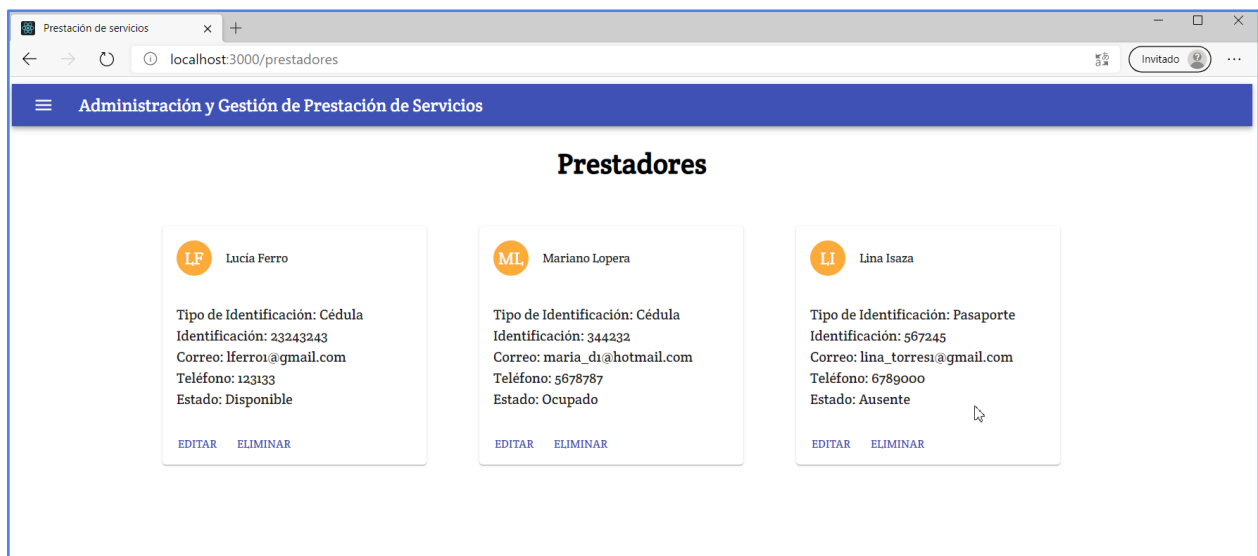 Prestación de servicios
localhost:3000/prestadores
Invitado
Administración y Gestión de Prestación de Servicios
Prestadores
LF Lucía Ferro
Tipo de Identificación: Cédula
Identificación: 23243243
Correo: lferro1@gmail.com
Teléfono: 123133
Estado: Disponible
EDITAR ELIMINAR
ML Mariano Lopera
Tipo de Identificación: Cédula
Identificación: 344232
Correo: maria_d1@hotmail.com
Teléfono: 5678787
Estado: Ocupado
EDITAR ELIMINAR
LI Lina Isaza
Tipo de Identificación: Pasaporte
Identificación: 567245
Correo: lina_torres1@gmail.com
Teléfono: 6789000
Estado: Ausente
EDITAR ELIMINAR